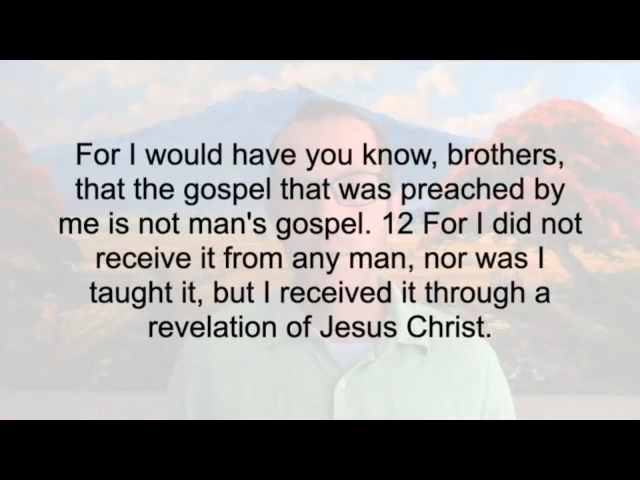 For I would have you know, brothers,
that the gospel that was preached by
me is not man's gospel. 12 For I did not
receive it from any man, nor was I
taught it, but I received it through a
revelation of Jesus Christ.